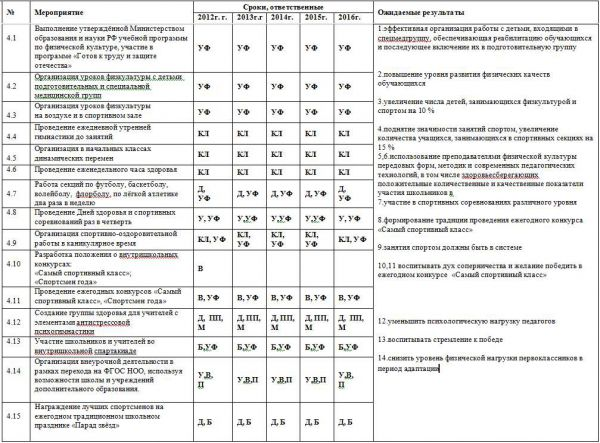 № Мероприятие Сроки, ответственные Ожидаемые результаты
2012г. г. 2013г.г 2014г. 2015г. 2016г.
4.1 Выполнение утверждённой Министерством
образования и науки РФ учебной программы
по физической культуре, участие в
программе «Готов к труду и защите
отечества»
УФ УФ УФ УФ УФ
4.2 Организация уроков физкультуры с детьми
подготовительных и специальной
медицинской групп
УФ УФ УФ УФ УФ
4.3 Организация уроков физкультуры
на воздухе и в спортивном зале
УФ УФ УФ УФ УФ
4.4 Проведение ежедневной утренней
гимнастики до занятий
КЛ КЛ КЛ КЛ КЛ
4.5 Организация в начальных классах
динамических перемен
КЛ КЛ КЛ КЛ КЛ
4.6 Проведение еженедельного часа здоровья
КЛ КЛ КЛ КЛ КЛ
4.7 Работа секций по футболу, баскетболу,
волейболу, флорболу, по лёгкой атлетике
два раза в неделю
Д, УФ Д, УФ Д, УФ Д, УФ Д, УФ
4.8 Проведение Дней здоровья и спортивных
соревнований раз в четверть
У, УФ У,УФ У,УФ У,УФ У, УФ
4.9 Организация спортивно-оздоровительной
работы в каникулярное время
КЛ, УФ КЛ, УФ КЛ, УФ КЛ, УФ КЛ, УФ
4.10 Разработка положения о внутришкольных
конкурсах:
«Самый спортивный класс»;
«Спортсмен года»
В
4.11 Проведение ежегодных конкурсов «Самый
спортивный класс», «Спортсмен года»
В, УФ В, УФ В, УФ В, УФ В, УФ
4.12 Создание группы здоровья для учителей с
элементами антистрессовой
психогимнастики
Д, ПП, М Д, ПП, М Д, ПП, М Д, ПП, М Д, ПП, М
4.13 Участие школьников и учителей во
внутришкольной спартакиаде
Б,УФ Б,УФ Б,УФ Б,УФ Б,УФ
4.14 Организация внеурочной деятельности в
рамках перехода на ФГОС НОО, используя
возможности школы и учреждений
дополнительного образования.
У,В, П У,В,П У,В,П У,В,П У,В, П
4.15 Награждение лучших спортсменов на
ежегодном традиционном школьном
празднике «Парад звёзд»
Д, Б Д, Б Д, Б Д, Б Д, Б
1.эффективная организация работы с детьми, входящими в
спецмедгруппу, обеспечивающая реабилитацию обучающихся
и последующее включение их в подготовительную группу
2.повышение уровня развития физических качеств
обучающихся
3.увеличение числа детей, занимающихся физкультурой и
спортом на 10 %
4.поднятие значимости занятий спортом, увеличение
количества учащихся, занимающихся в спортивных секциях на
15 %
5,6.использование преподавателями физической культуры
передовых форм, методик и современных педагогических
технологий, в том числе здоровьесберегающих
положительные количественные и качественные показатели
участия школьников в,
7.участие в спортивных соревнованиях различного уровня
8.формирование традиции проведения ежегодного конкурса
«Самый спортивный класс»
9.занятия спортом должны быть в системе
10,11 воспитывать дух соперничества и желание победить в
ежегодном конкурсе «Самый спортивный класс»
12.уменьшить психологическую нагрузку педагогов
13.воспитывать стремление к победе
14.снизить уровень физической нагрузки первоклассников в
период адаптации